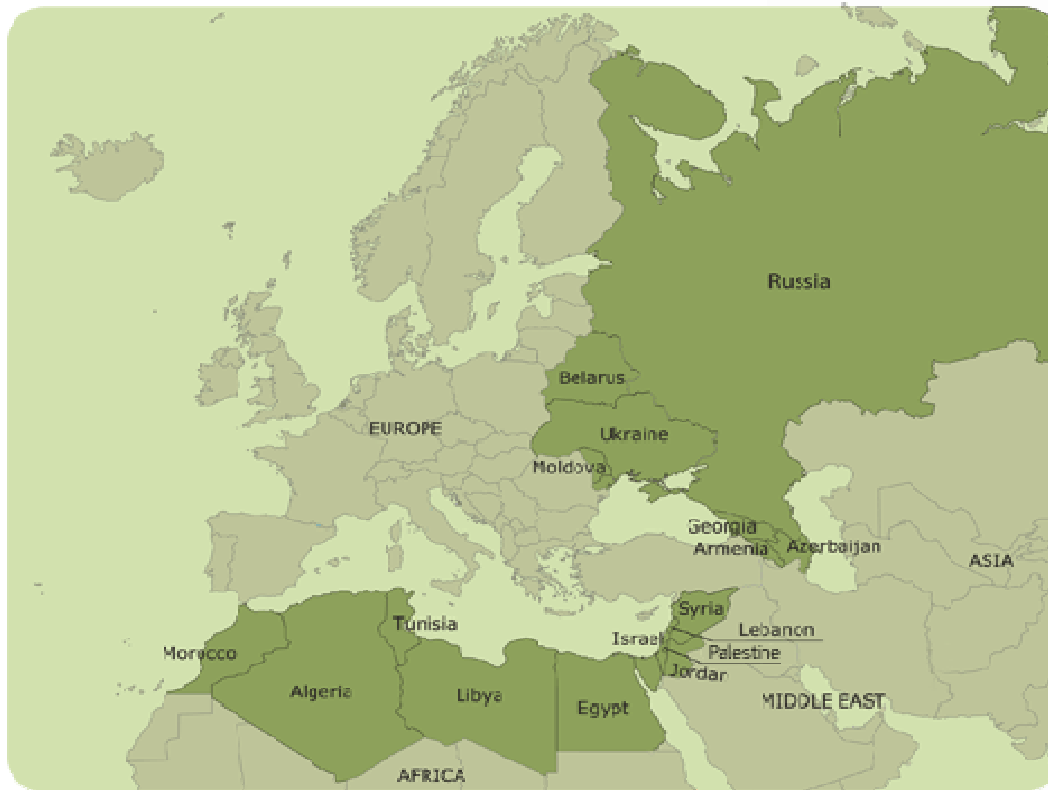 Russia
Belarus
EUROPE
Ukraine
Moldova
Georgia
Armenia
Azerbaijan
ASIA
Syria
Tunisia
Lebanon
Israel
Palestine
Morocco
Jordan
Algeria
Libya
MIDDLE EAST
Egypt
AFRICA